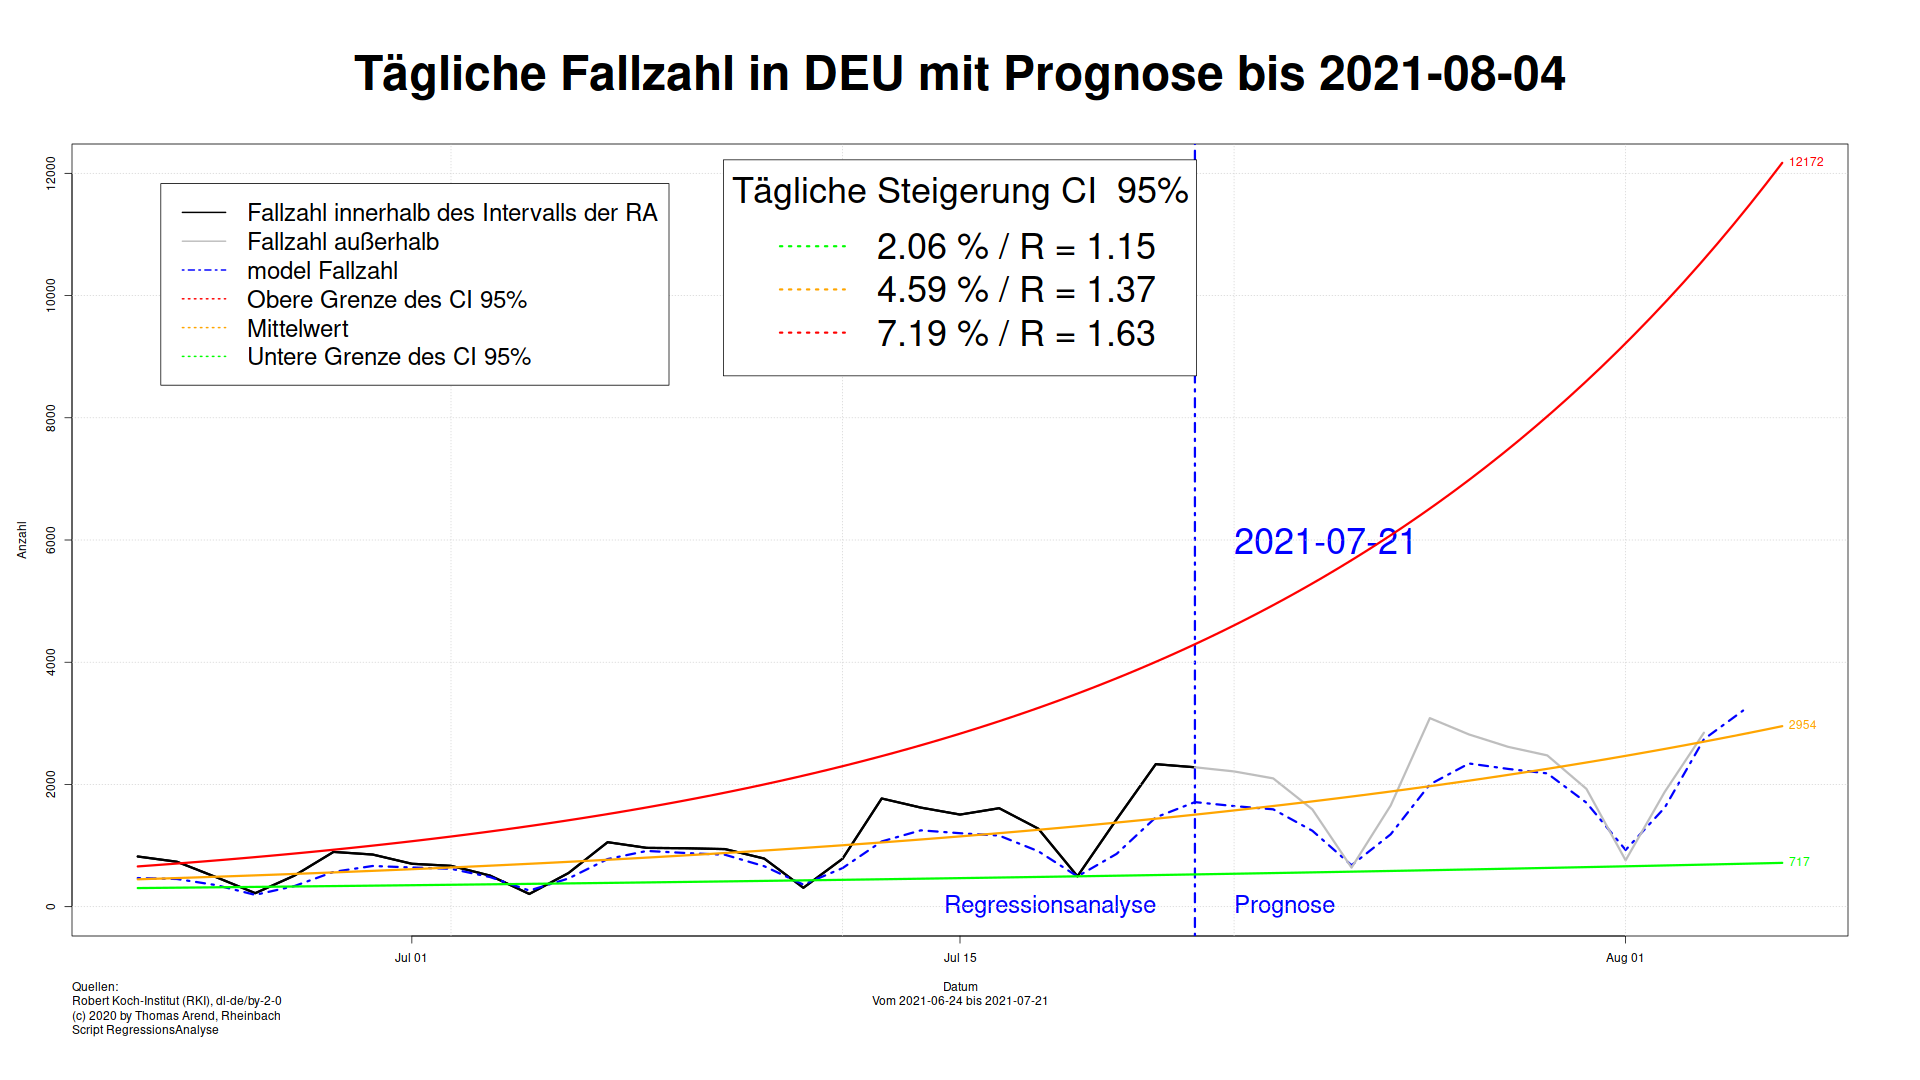 Tägliche Fallzahl in DEU mit Prognose bis 2021-08-04
Fallzahl innerhalb des Intervalls der RA
Fallzahl außerhalb
model Fallzahl
Obere Grenze des CI 95%
Mittelwert
Untere Grenze des CI 95%
Tägliche Steigerung CI 95%
2.06 % / R = 1.15
4.59 % / R = 1.37
7.19 % / R = 1.63
12172
2021-07-21
2954
717
Regressionsanalyse
Prognose
Anzahl
12000
10000
8000
6000
4000
2000
0
Jul 01
Jul 15
Aug 01
Datum
Vom 2021-06-24 bis 2021-07-21
Quellen:
Robert Koch-Institut (RKI), dl-de/by-2-0
(c) 2020 by Thomas Arend, Rheinbach
Script RegressionsAnalyse